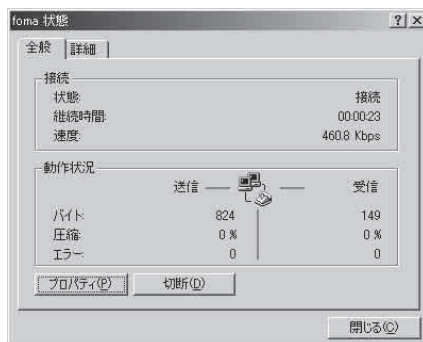 foma 状態
全般 詳細
接続
状態: 接続
継続時間: 00:00:23
速度: 460.8 Kbps
動作状況
送信 受信
バイト: 824 149
圧縮: 0 % 0 %
エラー: 0 0
プロパティ(P) 切断(D)
閉じる(C)